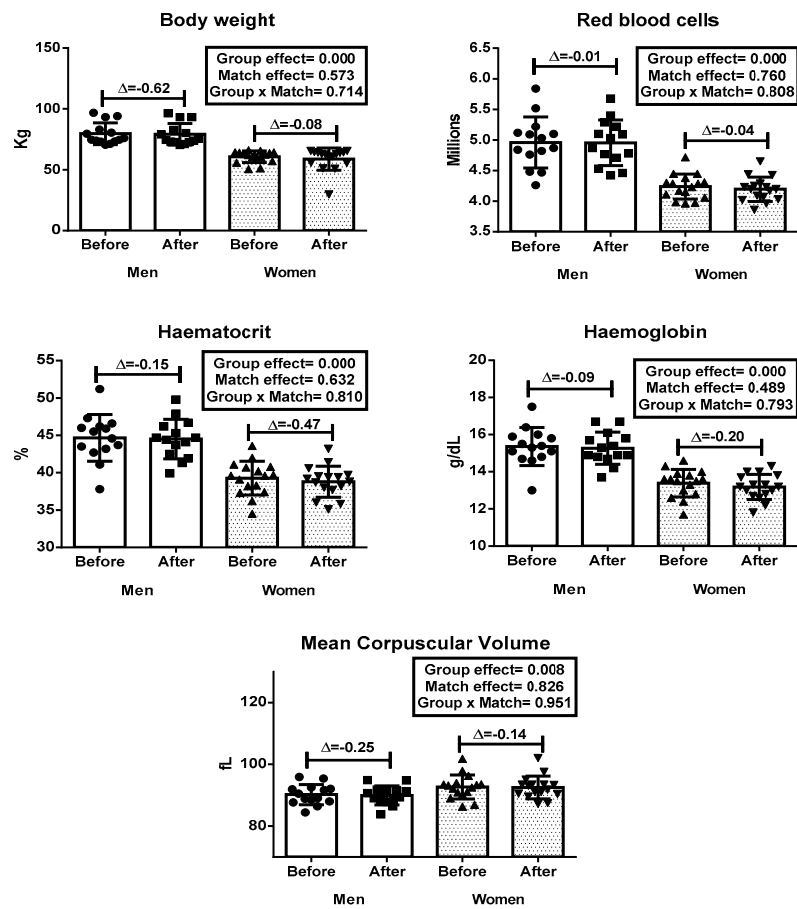 Body weight
Group effect= 0.000
Match effect= 0.573
Group x Match= 0.714
Δ=-0.62
Δ=-0.08
Kg
150
100
50
0
Before
After
Before
After
Men
Women
Red blood cells
Group effect= 0.000
Match effect= 0.760
Group x Match= 0.808
Δ=-0.01
Δ=-0.04
Millions
6.5
6.0
5.5
5.0
4.5
4.0
3.5
Before
After
Before
After
Men
Women
Haematocrit
Group effect= 0.000
Match effect= 0.632
Group x Match= 0.810
Δ=-0.15
Δ=-0.47
%
55
50
45
40
35
30
Before
After
Before
After
Men
Women
Haemoglobin
Group effect= 0.000
Match effect= 0.489
Group x Match= 0.793
Δ=-0.09
Δ=-0.20
g/dL
20
18
16
14
12
10
Before
After
Before
After
Men
Women
Mean Corpuscular Volume
Group effect= 0.008
Match effect= 0.826
Group x Match= 0.951
Δ=-0.25
Δ=-0.14
fL
120
100
80
Before
After
Before
After
Men
Women